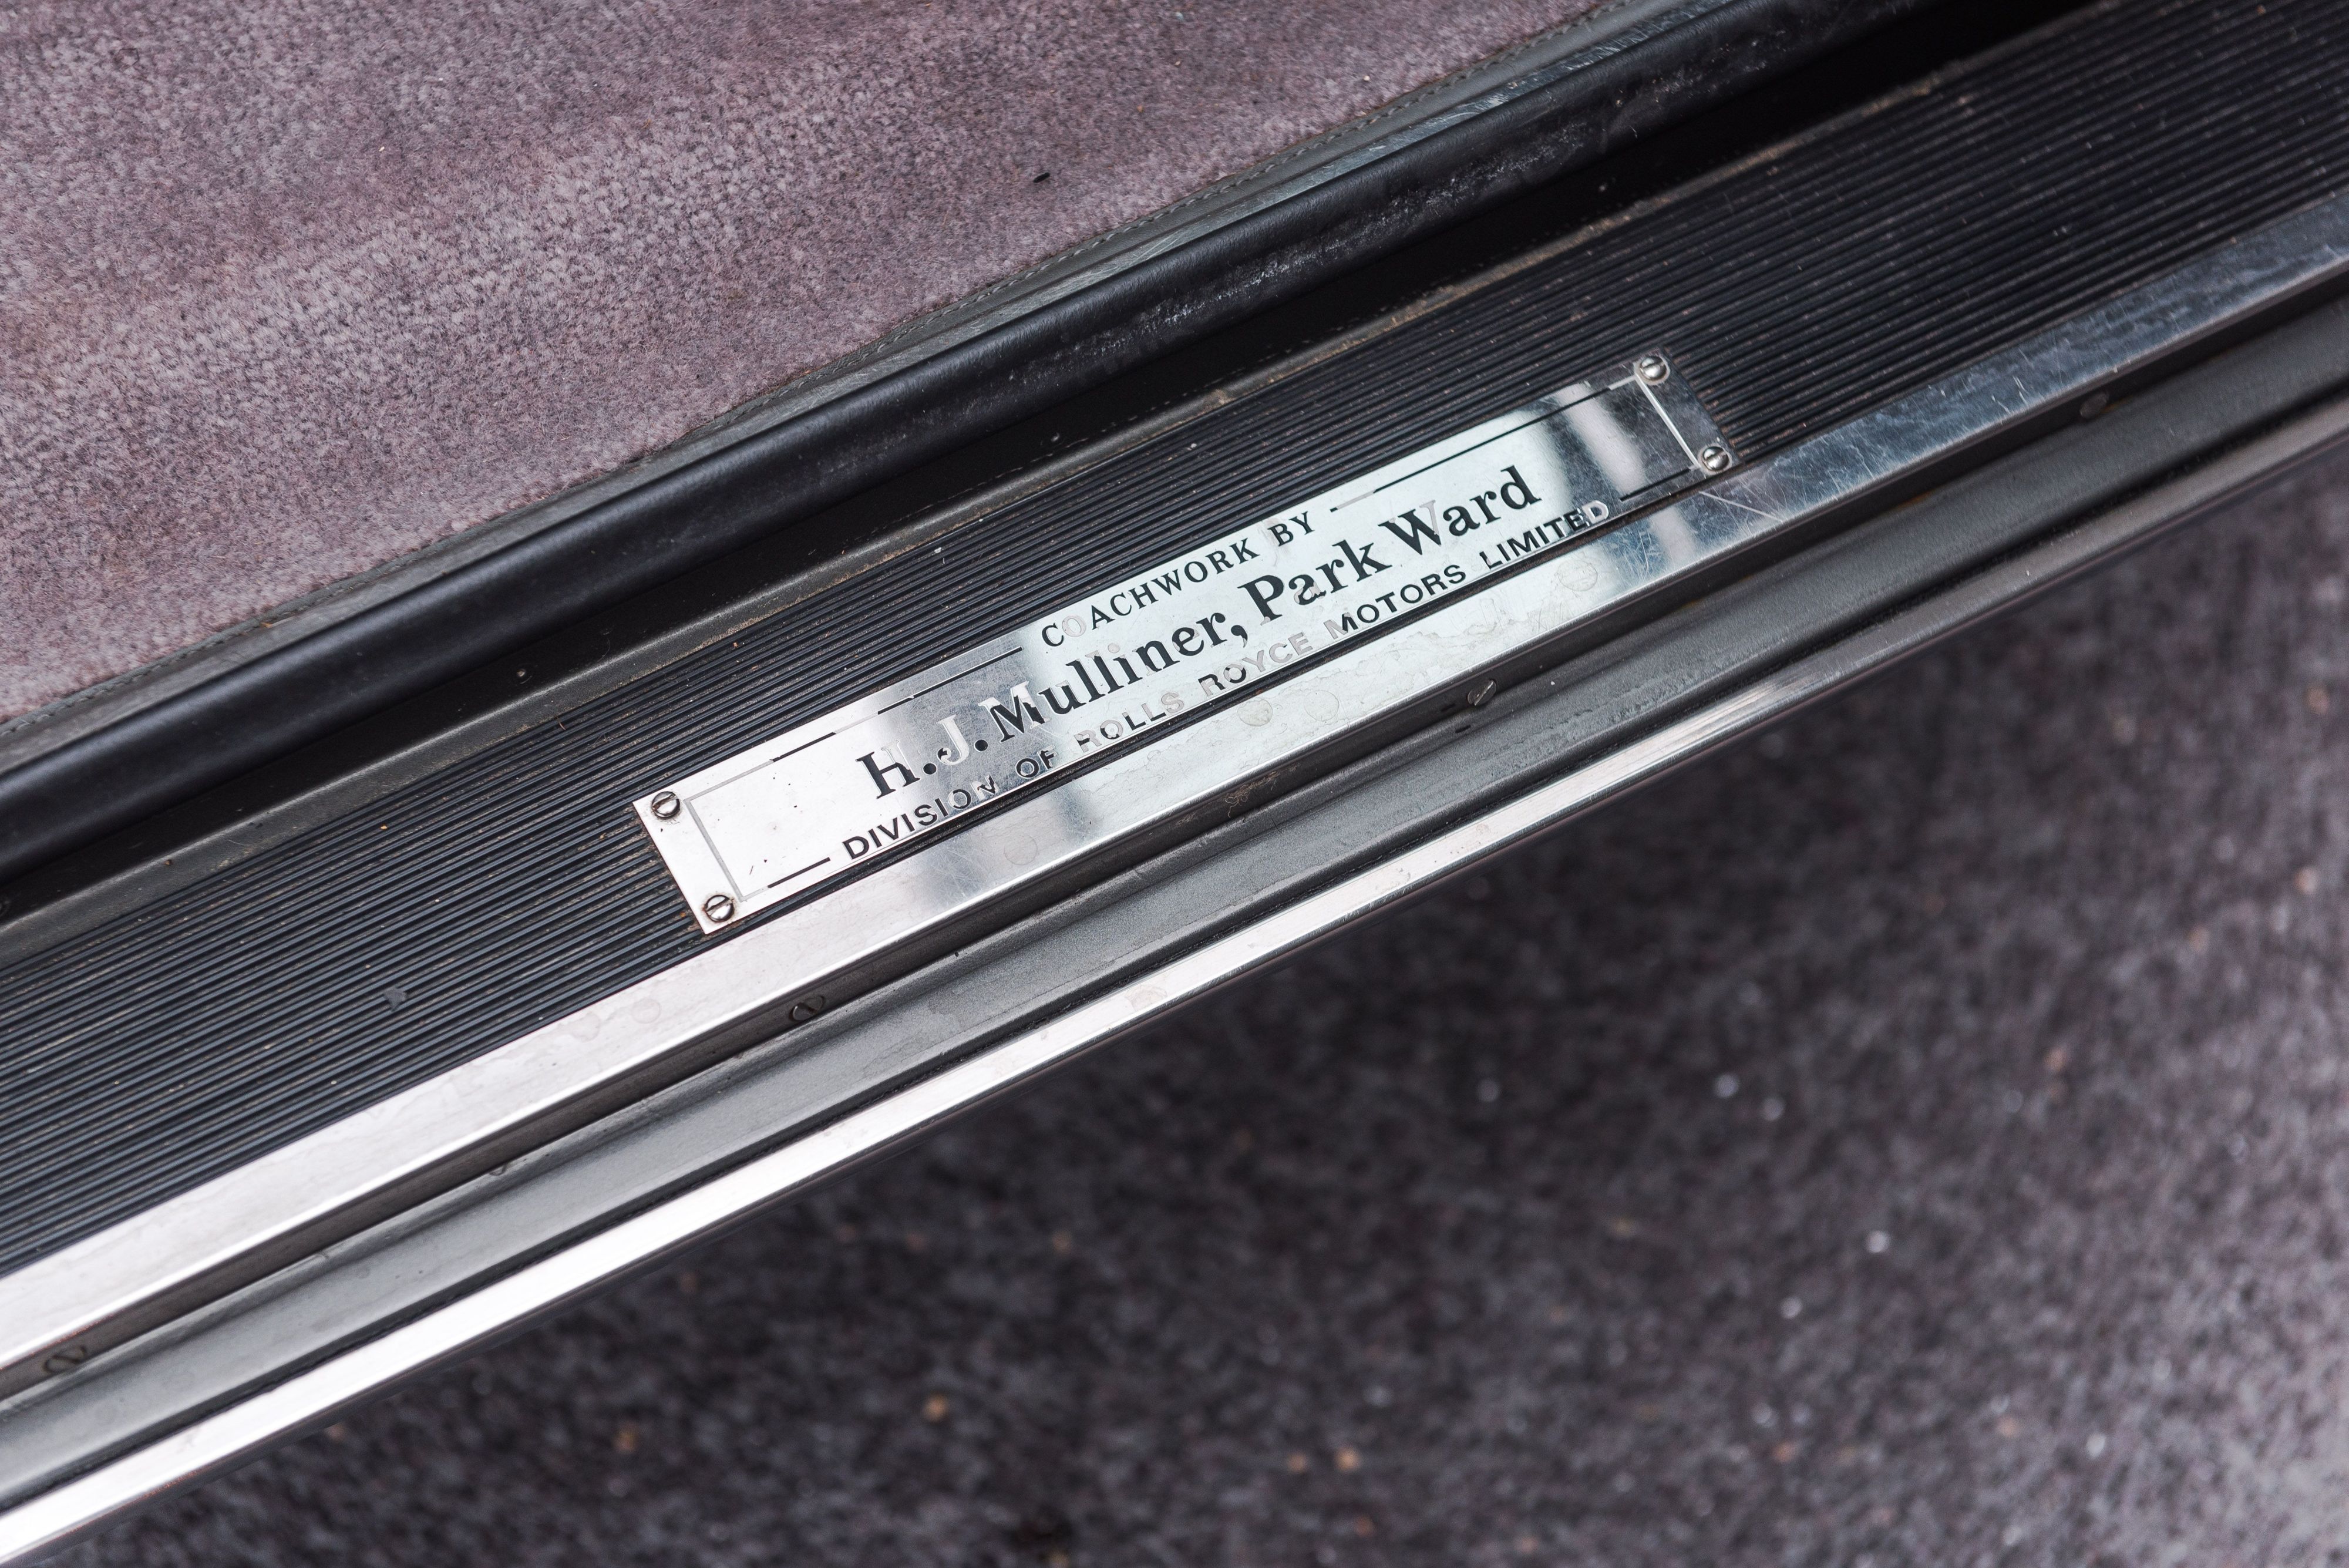 COACHWORK BY
H.J.Mulliner, Park Ward
DIVISION OF ROLLS ROYCE MOTORS LIMITED